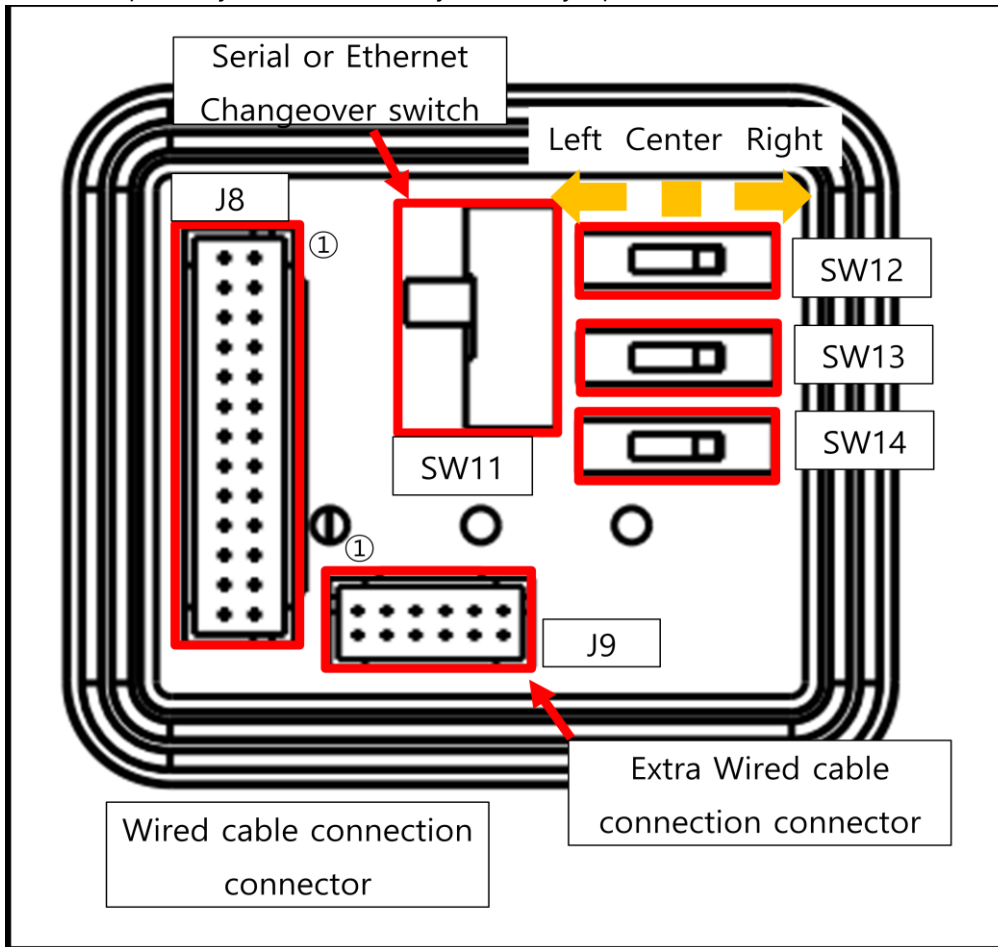 Serial or Ethernet
Changeover switch
Left Center Right
J8
①
SW12
SW13
SW14
SW11
①
J9
Extra Wired cable
connection connector
Wired cable connection
connector